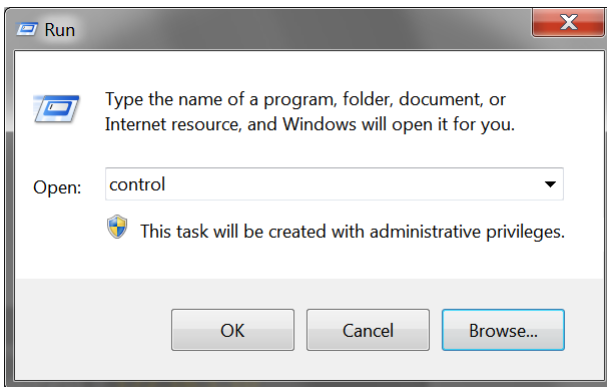 Run
Type the name of a program, folder, document, or
Internet resource, and Windows will open it for you.
Open: control
This task will be created with administrative privileges.
OK Cancel Browse...